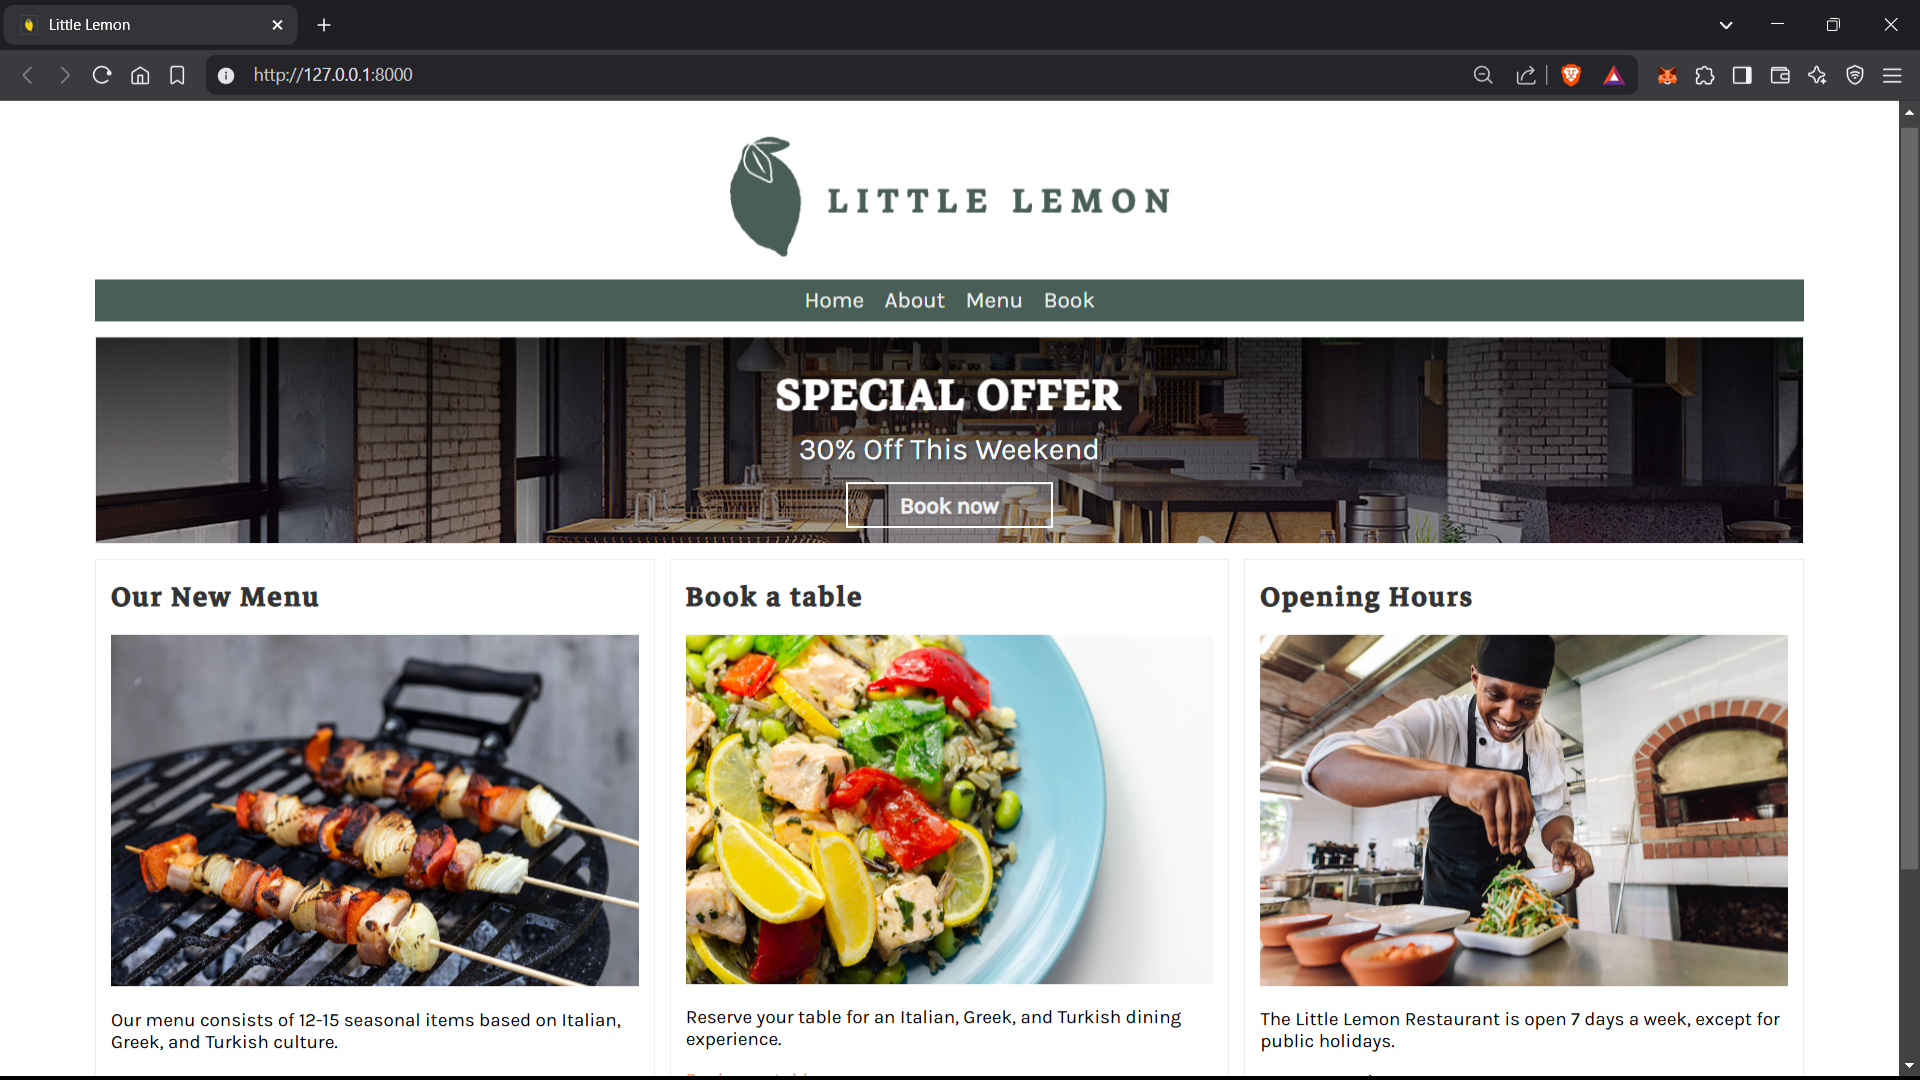 Little Lemon
http://127.0.0.1:8000
LITTLE LEMON
Home About Menu Book
SPECIAL OFFER
30% Off This Weekend
Book now
Our New Menu
Our menu consists of 12-15 seasonal items based on Italian,
Greek, and Turkish culture.
Book a table
Reserve your table for an Italian, Greek, and Turkish dining
experience.
Opening Hours
The Little Lemon Restaurant is open 7 days a week, except for
public holidays.